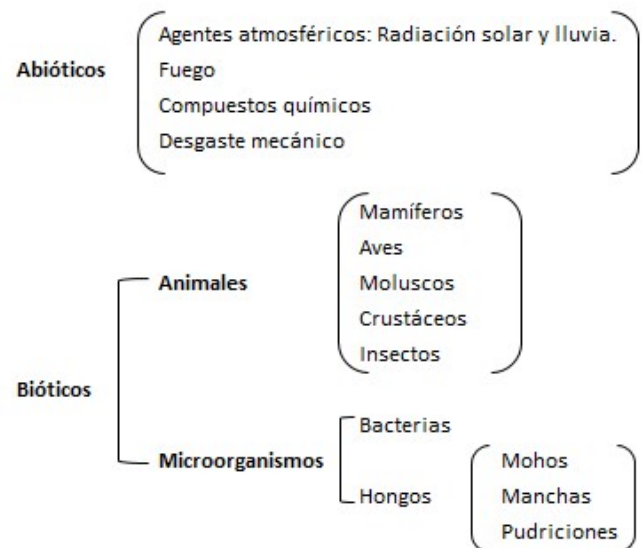 Agentes atmosféricos: Radiación solar y lluvia.
Abióticos
Fuego
Compuestos químicos
Desgaste mecánico
Mamíferos
Aves
Animales
Moluscos
Crustáceos
Insectos
Bióticos
Bacterias
Microorganismos
Mohos
Hongos
Manchas
Pudriciones